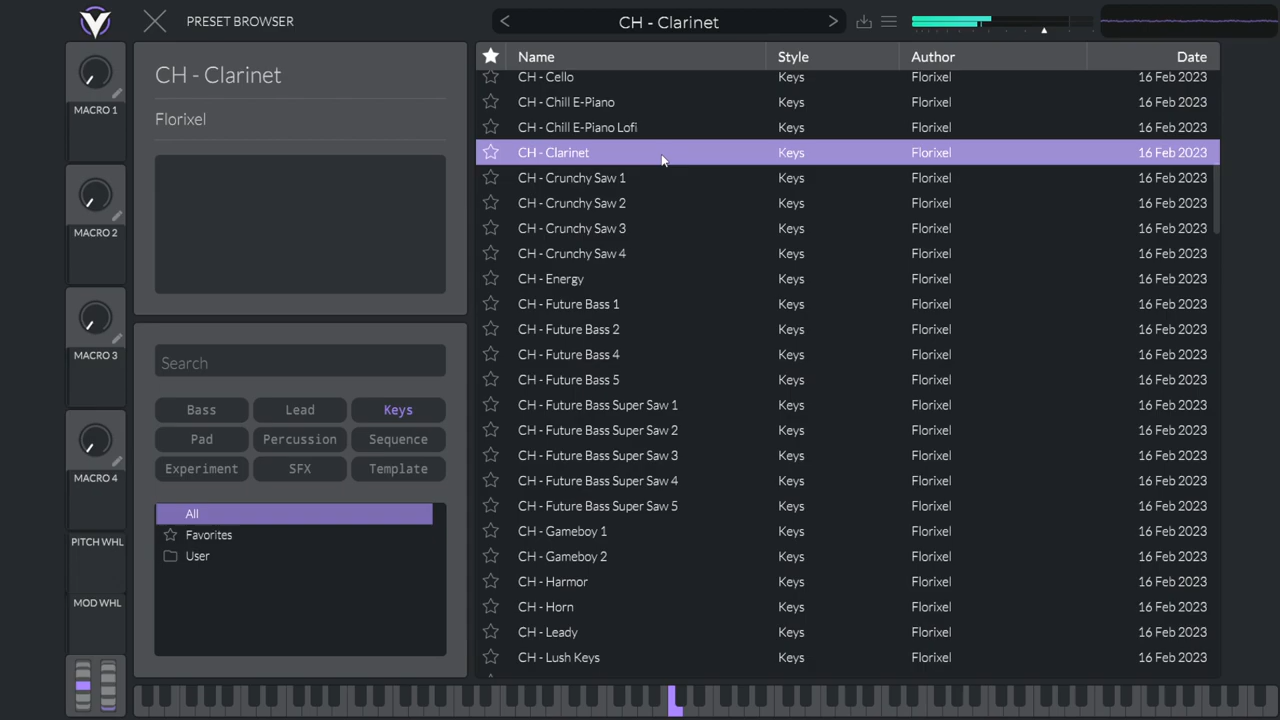 PRESET BROWSER
CH - Clarinet
MACRO 1
MACRO 2
MACRO 3
MACRO 4
PITCH WHL
MOD WHL
CH - Clarinet
Florixel
Search
Bass Lead Keys
Pad Percussion Sequence
Experiment SFX Template
All
Favorites
User
Name Style Author Date
CH - Cello Keys Florixel 16 Feb 2023
CH - Chill E-Piano Keys Florixel 16 Feb 2023
CH - Chill E-Piano Lofi Keys Florixel 16 Feb 2023
CH - Clarinet Keys Florixel 16 Feb 2023
CH - Crunchy Saw 1 Keys Florixel 16 Feb 2023
CH - Crunchy Saw 2 Keys Florixel 16 Feb 2023
CH - Crunchy Saw 3 Keys Florixel 16 Feb 2023
CH - Crunchy Saw 4 Keys Florixel 16 Feb 2023
CH - Energy Keys Florixel 16 Feb 2023
CH - Future Bass 1 Keys Florixel 16 Feb 2023
CH - Future Bass 2 Keys Florixel 16 Feb 2023
CH - Future Bass 4 Keys Florixel 16 Feb 2023
CH - Future Bass 5 Keys Florixel 16 Feb 2023
CH - Future Bass Super Saw 1 Keys Florixel 16 Feb 2023
CH - Future Bass Super Saw 2 Keys Florixel 16 Feb 2023
CH - Future Bass Super Saw 3 Keys Florixel 16 Feb 2023
CH - Future Bass Super Saw 4 Keys Florixel 16 Feb 2023
CH - Future Bass Super Saw 5 Keys Florixel 16 Feb 2023
CH - Gameboy 1 Keys Florixel 16 Feb 2023
CH - Gameboy 2 Keys Florixel 16 Feb 2023
CH - Harmor Keys Florixel 16 Feb 2023
CH - Horn Keys Florixel 16 Feb 2023
CH - Leady Keys Florixel 16 Feb 2023
CH - Lush Keys Keys Florixel 16 Feb 2023